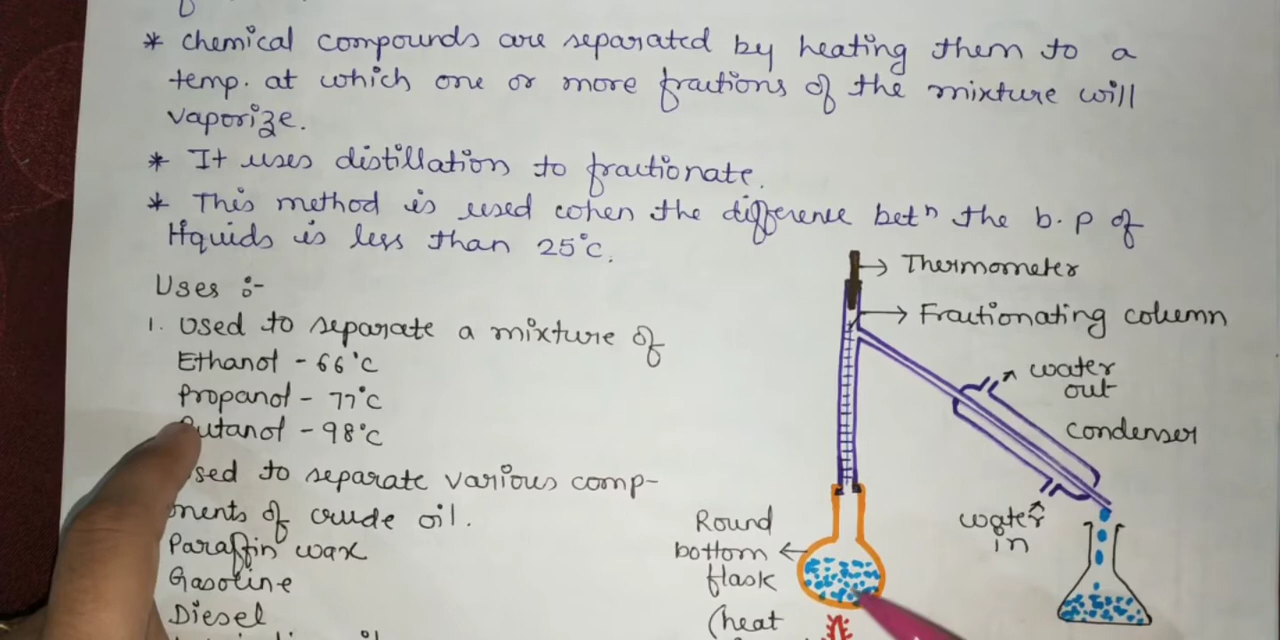 * chemical compounds are separated by heating them to a
temp. at which one or more fractions of the mixture will
vaporize.
* It uses distillation to fractionate.
* This method is used when the difference betⁿ the b.p of
liquids is less than 25°c.
Uses :-
1. Used to separate a mixture of
Ethanol - 66°c
Propanol - 77°c
Butanol - 98°c
sed to separate various comp-
ments of crude oil.
Paraffin wax
Gasoline
Diesel
Thermometer
Fractionating column
water
out
condenser
water
in
Round
bottom
flask
(heat